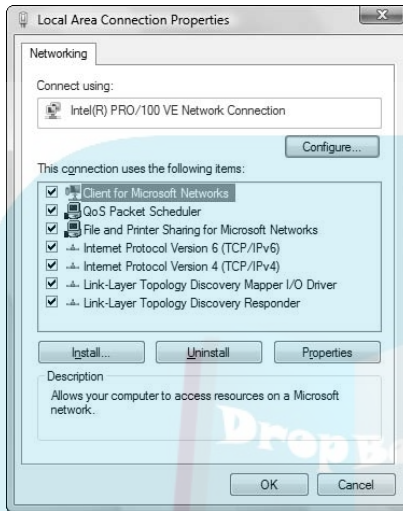 Local Area Connection Properties
Networking
Connect using:
Intel(R) PRO/100 VE Network Connection
Configure...
This connection uses the following items:
Client for Microsoft Networks
QoS Packet Scheduler
File and Printer Sharing for Microsoft Networks
Internet Protocol Version 6 (TCP/IPv6)
Internet Protocol Version 4 (TCP/IPv4)
Link-Layer Topology Discovery Mapper I/O Driver
Link-Layer Topology Discovery Responder
Install... Uninstall Properties
Description
Allows your computer to access resources on a Microsoft
network.
OK Cancel